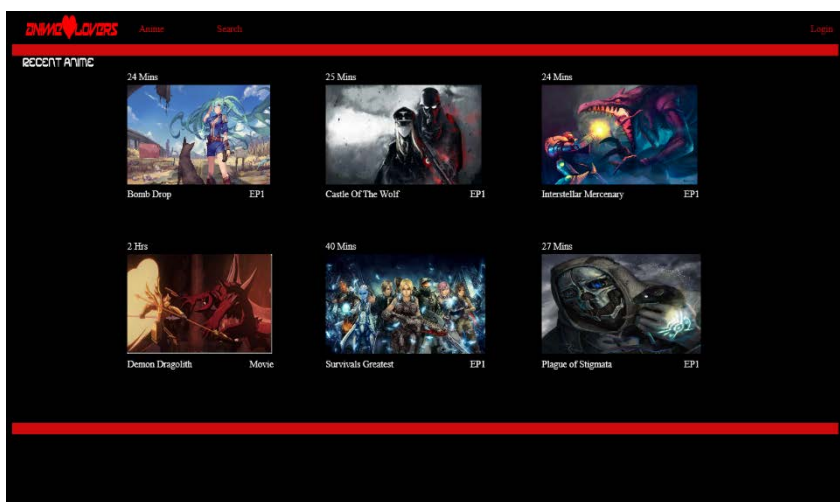 ANIME LOVERS Anime Search Login
RECENT ANIME
24 Mins 25 Mins 24 Mins
Bomb Drop EP1 Castle Of The Wolf EP1 Interstellar Mercenary EP1
2 Hrs 40 Mins 27 Mins
Demon Dragolith Movie Survivals Greatest EP1 Plague of Stigmata EP1